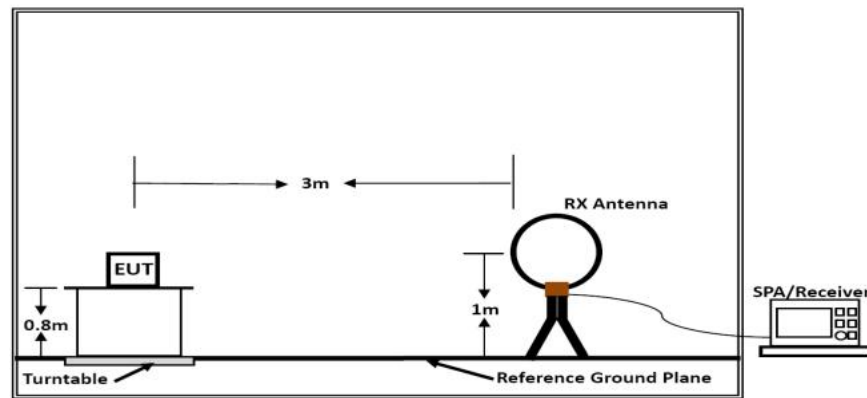 3m
RX Antenna
EUT
SPA/Receiver
0.8m
1m
Turntable
Reference Ground Plane